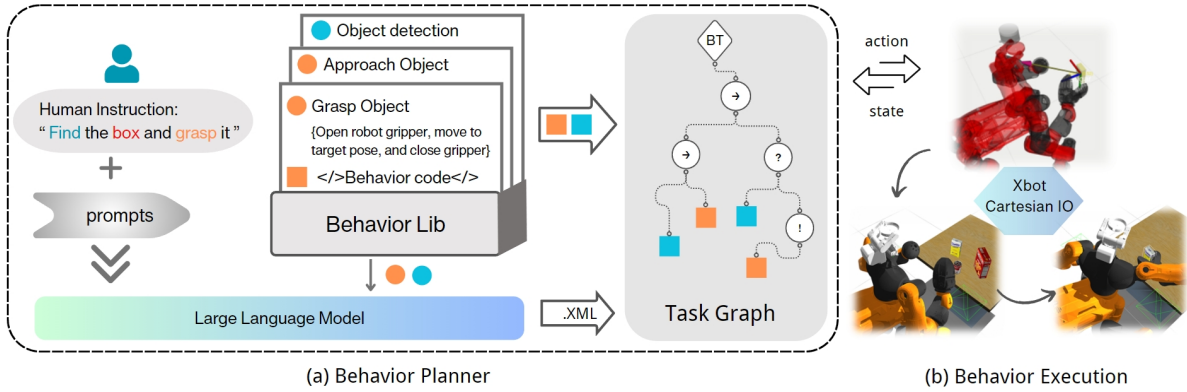 Human Instruction:
“ Find the box and grasp it ”
+
prompts
Object detection
Approach Object
Grasp Object
{Open robot gripper, move to
target pose, and close gripper}
</>Behavior code</>
Behavior Lib
Large Language Model
.XML
BT
→
→
?
!
Task Graph
(a) Behavior Planner
action
state
Xbot
Cartesian IO
(b) Behavior Execution